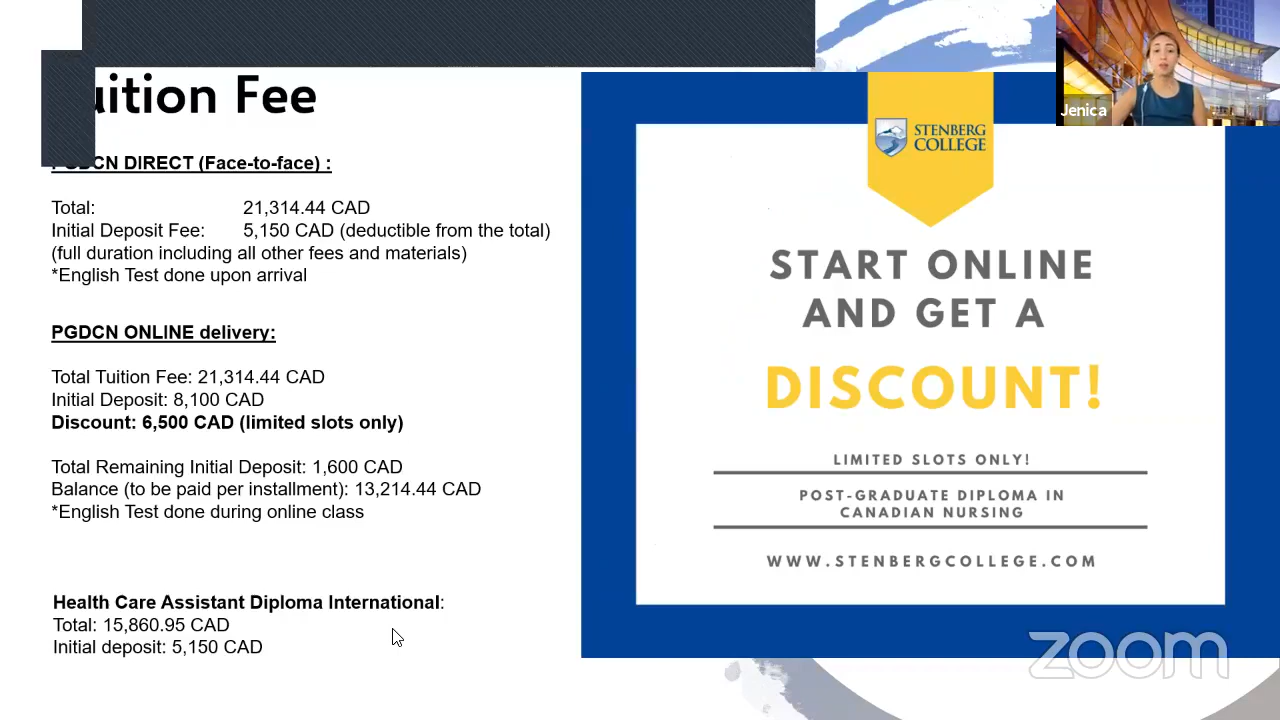 uition Fee
PGDCN DIRECT (Face-to-face) :
Total: 21,314.44 CAD
Initial Deposit Fee: 5,150 CAD (deductible from the total)
(full duration including all other fees and materials)
*English Test done upon arrival
PGDCN ONLINE delivery:
Total Tuition Fee: 21,314.44 CAD
Initial Deposit: 8,100 CAD
Discount: 6,500 CAD (limited slots only)
Total Remaining Initial Deposit: 1,600 CAD
Balance (to be paid per installment): 13,214.44 CAD
*English Test done during online class
Health Care Assistant Diploma International:
Total: 15,860.95 CAD
Initial deposit: 5,150 CAD
STENBERG
COLLEGE
START ONLINE
AND GET A
DISCOUNT!
LIMITED SLOTS ONLY!
POST-GRADUATE DIPLOMA IN
CANADIAN NURSING
WWW.STENBERGCOLLEGE.COM
Jenica
zoom